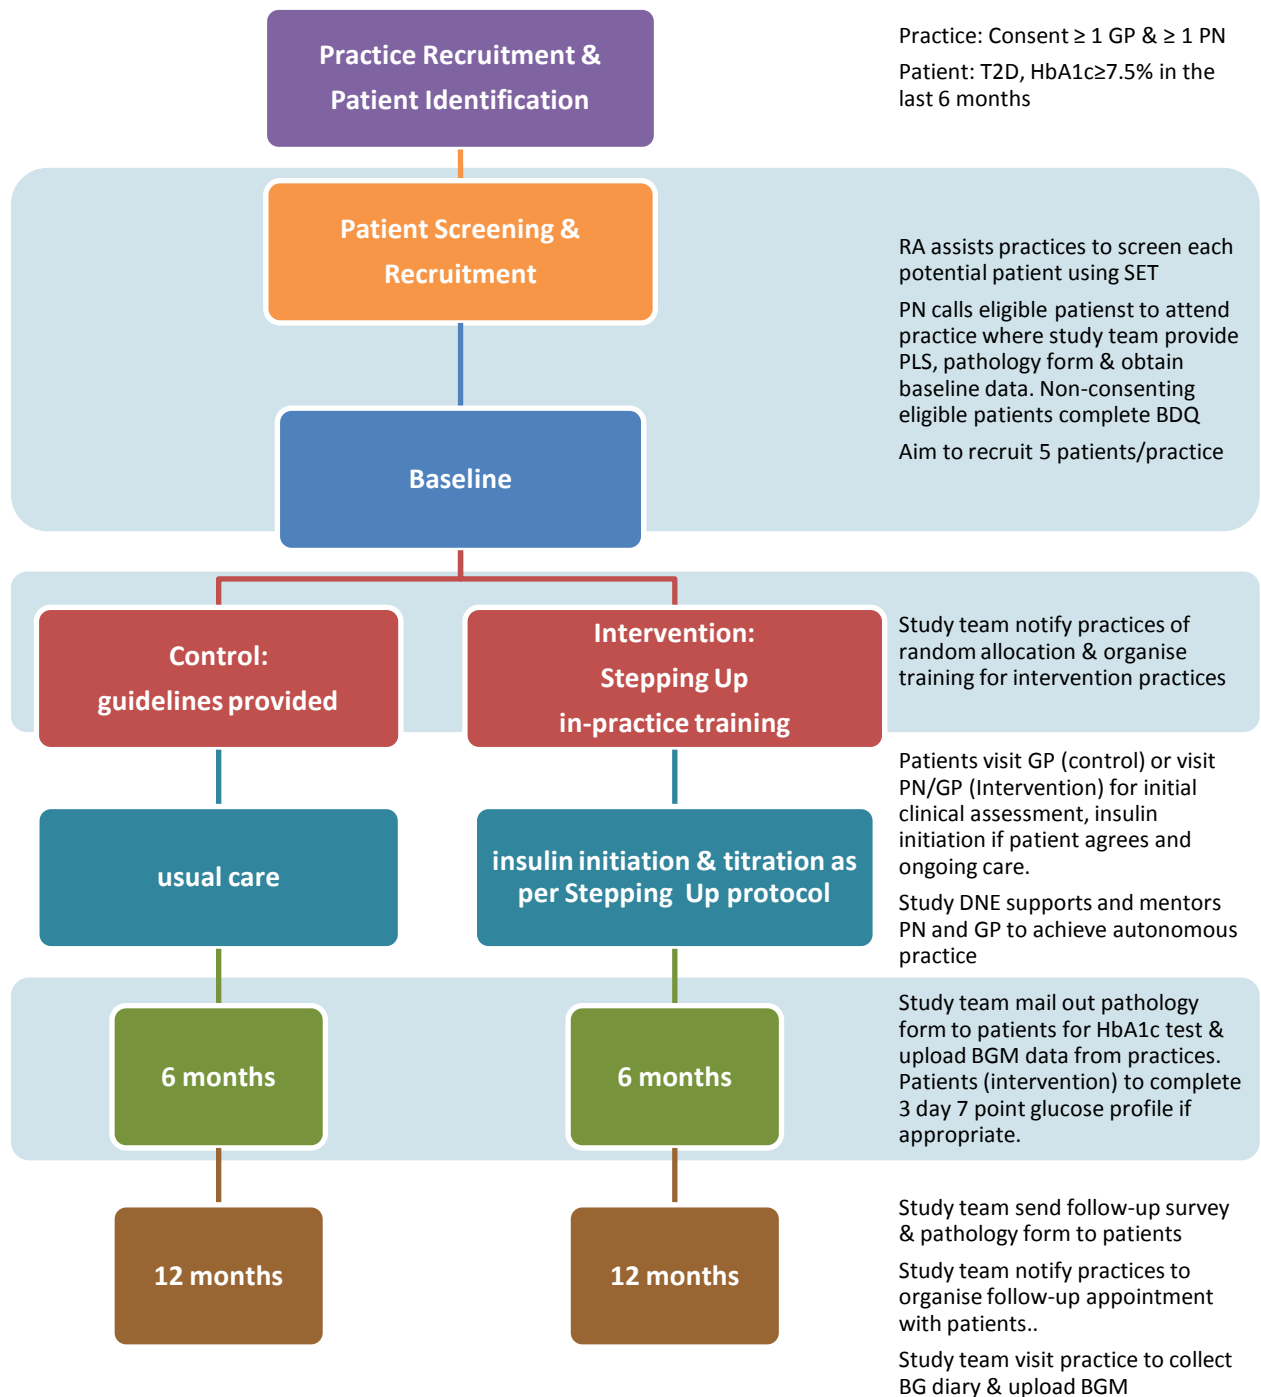 Practice Recruitment &
Patient Identification
Practice: Consent ≥ 1 GP & ≥ 1 PN
Patient: T2D, HbA1c≥7.5% in the
last 6 months
Patient Screening &
Recruitment
RA assists practices to screen each
potential patient using SET
PN calls eligible patienst to attend
practice where study team provide
PLS, pathology form & obtain
baseline data. Non-consenting
eligible patients complete BDQ
Aim to recruit 5 patients/practice
Baseline
Control:
guidelines provided
Intervention:
Stepping Up
in-practice training
Study team notify practices of
random allocation & organise
training for intervention practices
usual care
insulin initiation & titration as
per Stepping Up protocol
Patients visit GP (control) or visit
PN/GP (Intervention) for initial
clinical assessment, insulin
initiation if patient agrees and
ongoing care.
Study DNE supports and mentors
PN and GP to achieve autonomous
practice
6 months
6 months
Study team mail out pathology
form to patients for HbA1c test &
upload BGM data from practices.
Patients (intervention) to complete
3 day 7 point glucose profile if
appropriate.
12 months
12 months
Study team send follow-up survey
& pathology form to patients
Study team notify practices to
organise follow-up appointment
with patients..
Study team visit practice to collect
BG diary & upload BGM